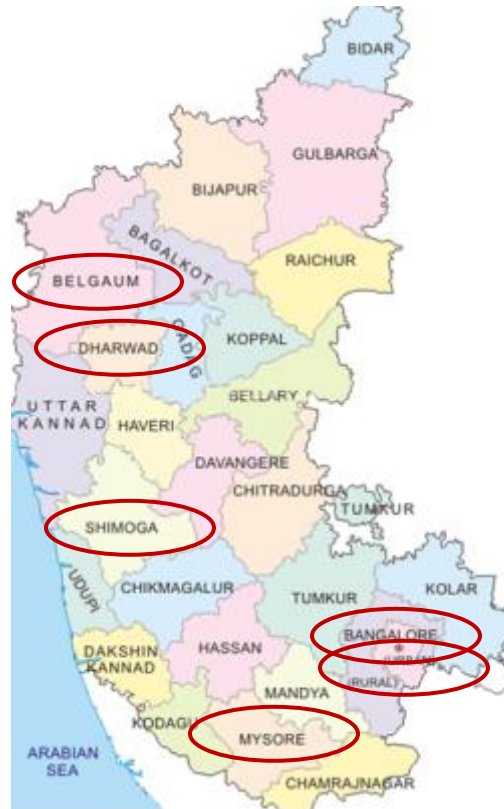 BIDAR
GULBARGA
BIJAPUR
BAGALKOT
RAICHUR
BELGAUM
DHARWAD
GADAG
KOPPAL
BELLARY
UTTAR
KANNAD
HAVERI
DAVANGERE
CHITRADURGA
TUMKUR
SHIMOGA
UDUPI
CHIKMAGALUR
TUMKUR
KOLAR
BANGALORE
(URBAN)
(RURAL)
HASSAN
DAKSHIN
KANNAD
MANDYA
KODAGU
MYSORE
ARABIAN
SEA
CHAMRAJNAGAR